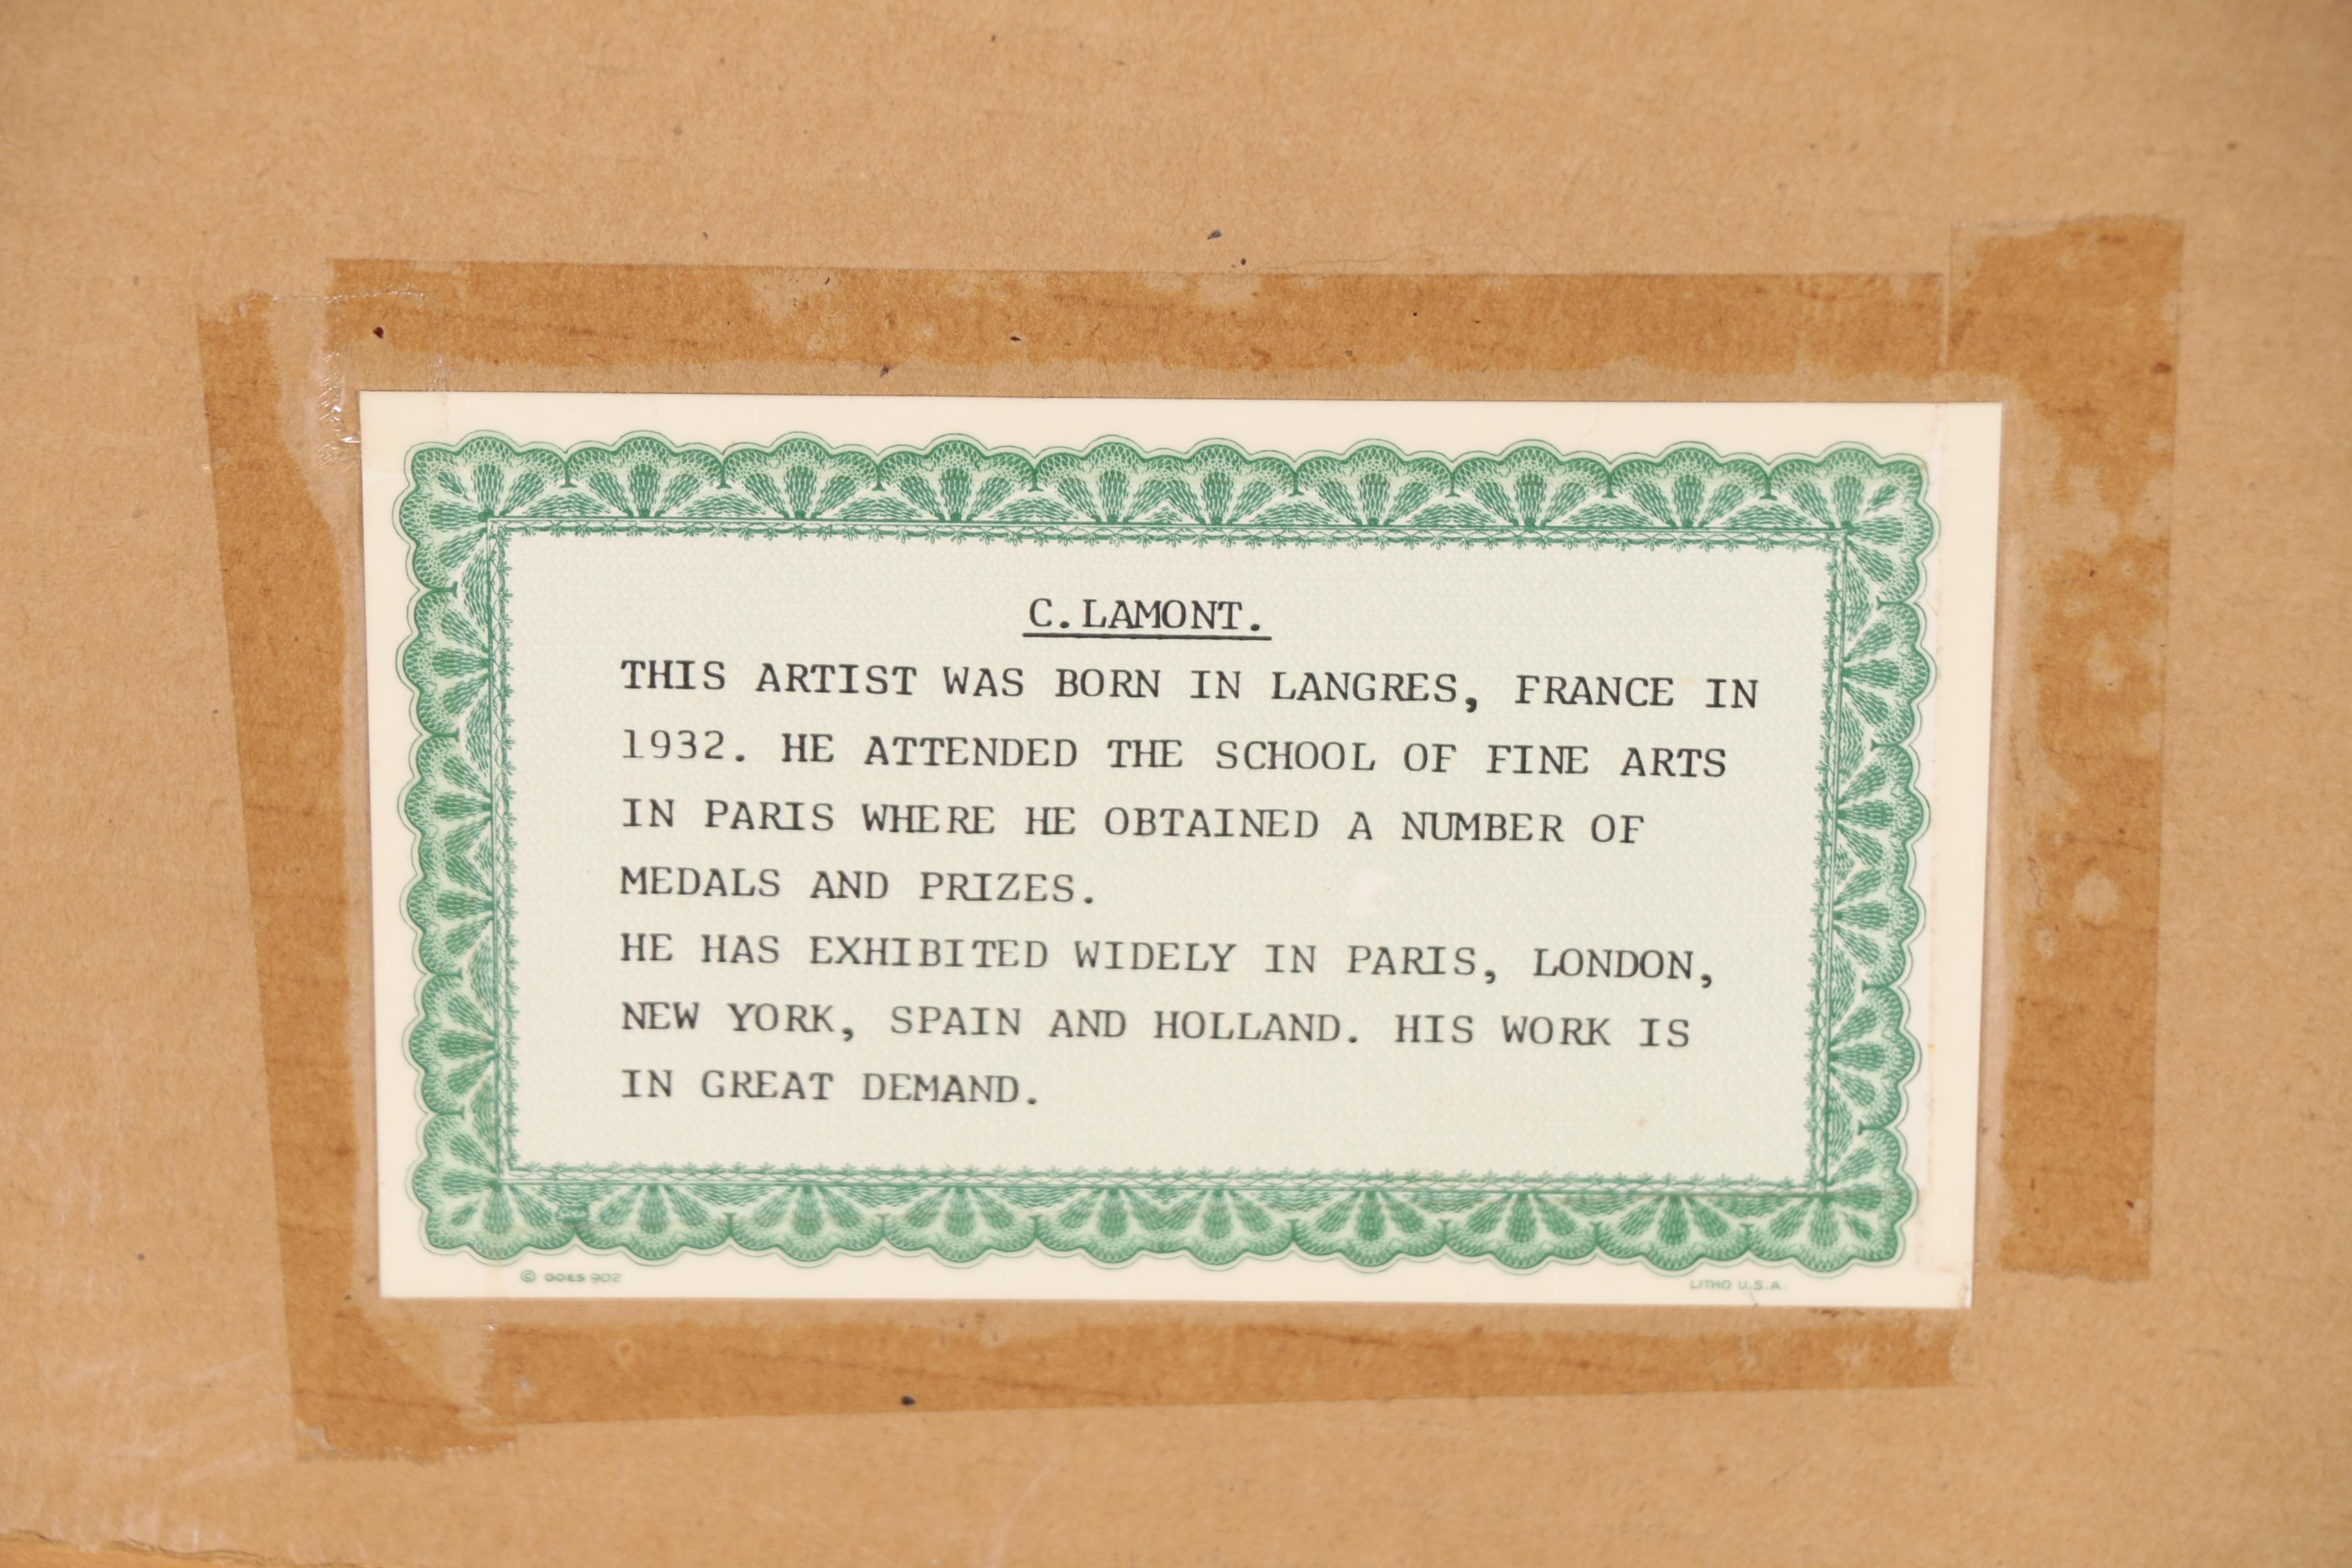 C.LAMONT.
THIS ARTIST WAS BORN IN LANGRES, FRANCE IN
1932. HE ATTENDED THE SCHOOL OF FINE ARTS
IN PARIS WHERE HE OBTAINED A NUMBER OF
MEDALS AND PRIZES.
HE HAS EXHIBITED WIDELY IN PARIS, LONDON,
NEW YORK, SPAIN AND HOLLAND. HIS WORK IS
IN GREAT DEMAND.
© GOES 902
LITHO U.S.A.